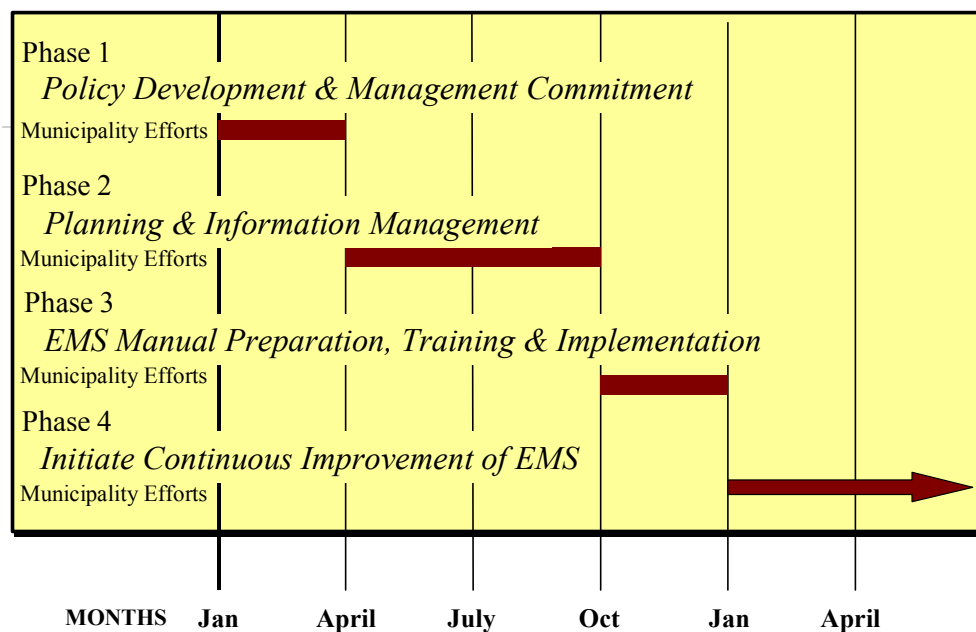 Phase 1
Policy Development & Management Commitment
Municipality Efforts
Phase 2
Planning & Information Management
Municipality Efforts
Phase 3
EMS Manual Preparation, Training & Implementation
Municipality Efforts
Phase 4
Initiate Continuous Improvement of EMS
Municipality Efforts
MONTHS Jan April July Oct Jan April